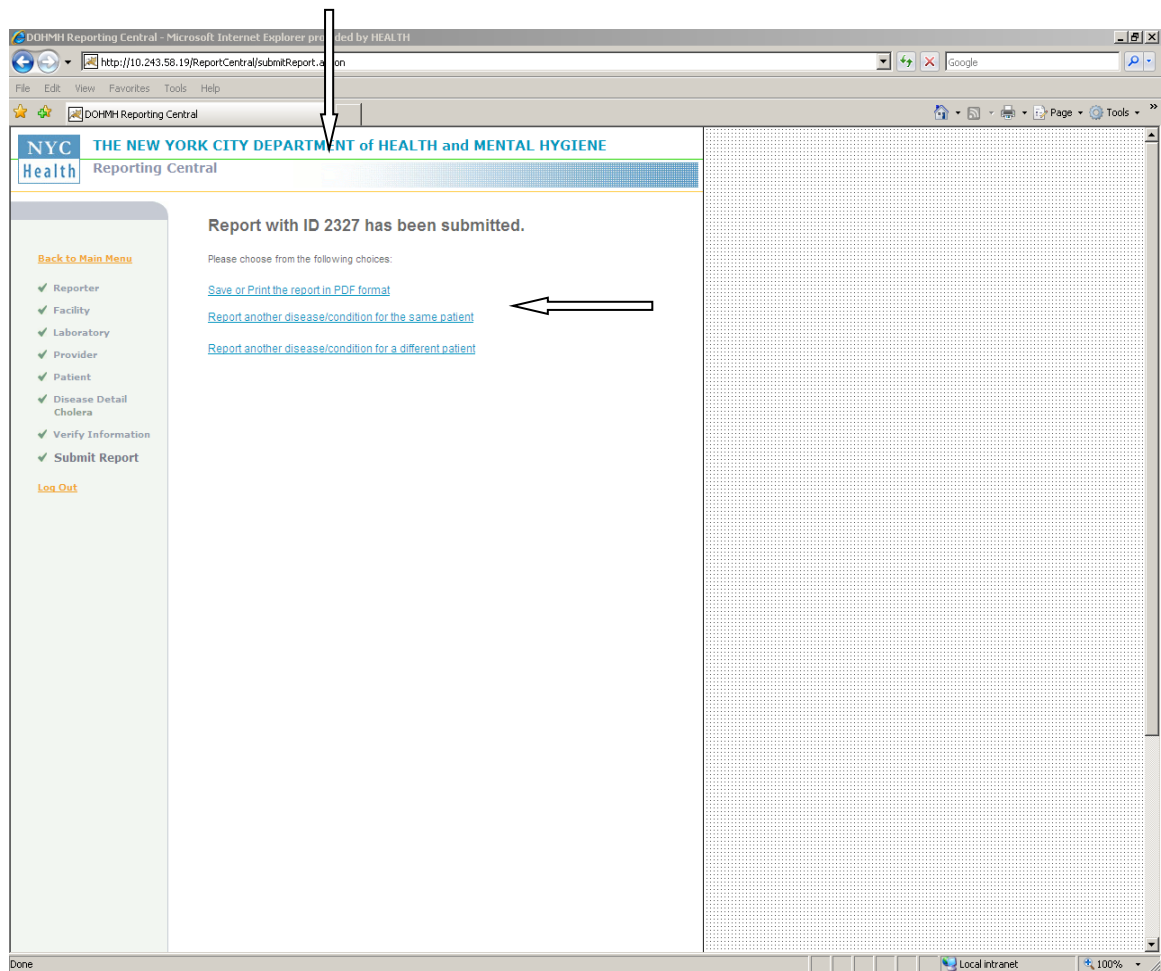 DOHMH Reporting Central - Microsoft Internet Explorer provided by HEALTH
http://10.243.58.19/ReportCentral/submitReport.action
Google
File Edit View Favorites Tools Help
DOHMH Reporting Central
Page Tools
NYC Health
THE NEW YORK CITY DEPARTMENT of HEALTH and MENTAL HYGIENE
Reporting Central
Report with ID 2327 has been submitted.
Please choose from the following choices:
Save or Print the report in PDF format
Report another disease/condition for the same patient
Report another disease/condition for a different patient
Back to Main Menu
Reporter
Facility
Laboratory
Provider
Patient
Disease Detail
Cholera
Verify Information
Submit Report
Log Out
Done
Local intranet
100%